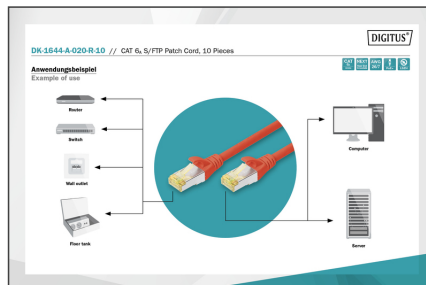 DIGITUS®
DK-1644-A-020-R-10 // CAT 6A S/FTP Patch Cord, 10 Pieces
Anwendungsbeispiel
Example of use
Router
Switch
Wall outlet
Floor tank
Computer
Server